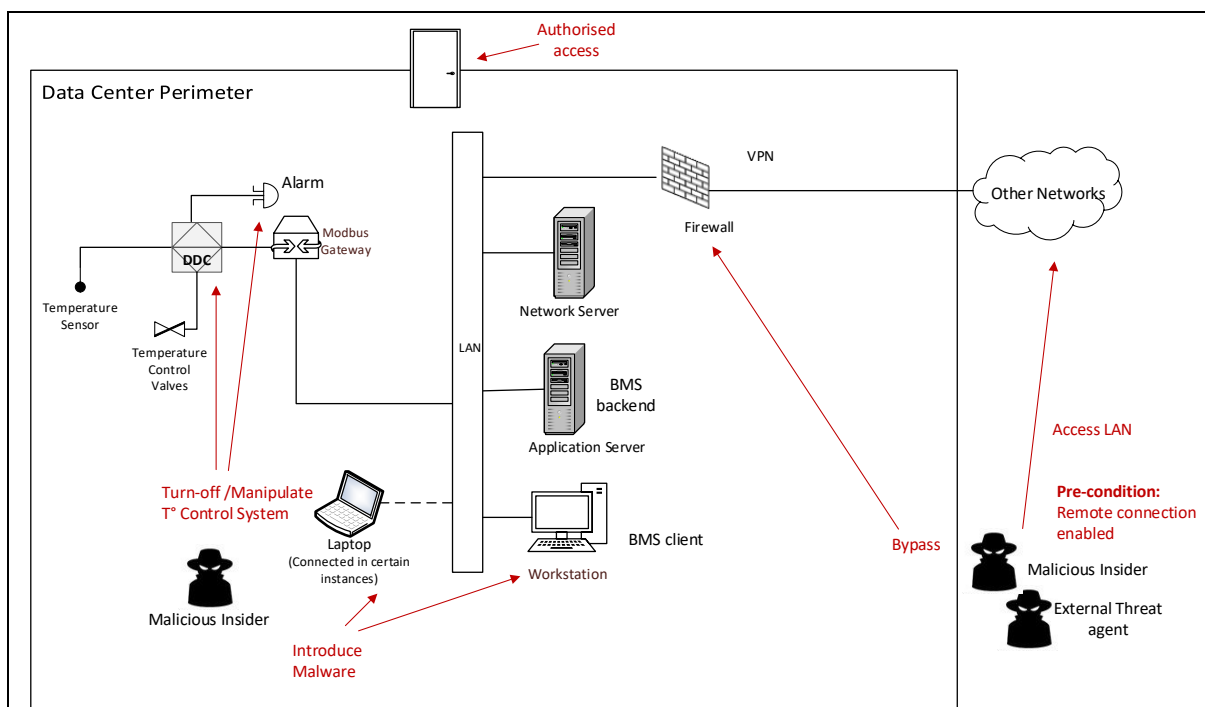 Authorised
access
Data Center Perimeter
VPN
Alarm
Other Networks
Modbus
Gateway
Firewall
DDC
Temperature
Sensor
Network Server
Temperature
Control
Valves
LAN
BMS
backend
Application Server
Access LAN
Turn-off /Manipulate
T° Control System
Pre-condition:
Remote connection
enabled
Laptop
(Connected in certain
instances)
BMS client
Bypass
Workstation
Malicious Insider
Malicious Insider
External Threat
agent
Introduce
Malware